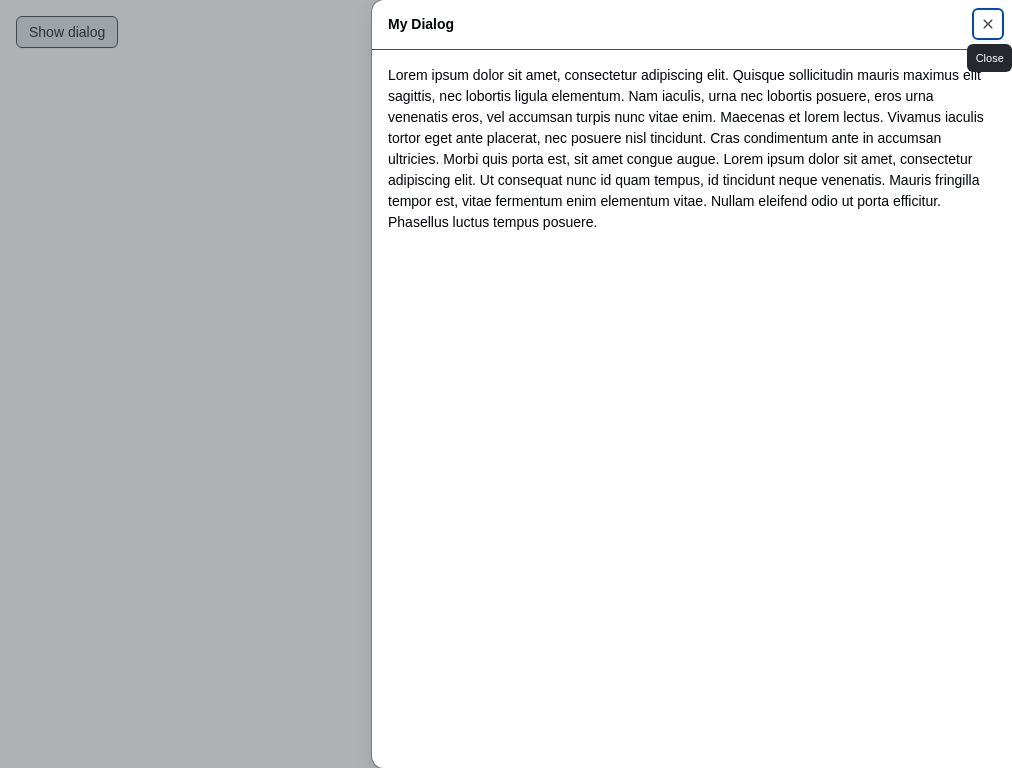 Show dialog
My Dialog
Close
Lorem ipsum dolor sit amet, consectetur adipiscing elit. Quisque sollicitudin mauris maximus elit
sagittis, nec lobortis ligula elementum. Nam iaculis, urna nec lobortis posuere, eros urna
venenatis eros, vel accumsan turpis nunc vitae enim. Maecenas et lorem lectus. Vivamus iaculis
tortor eget ante placerat, nec posuere nisl tincidunt. Cras condimentum ante in accumsan
ultricies. Morbi quis porta est, sit amet congue augue. Lorem ipsum dolor sit amet, consectetur
adipiscing elit. Ut consequat nunc id quam tempus, id tincidunt neque venenatis. Mauris fringilla
tempor est, vitae fermentum enim elementum vitae. Nullam eleifend odio ut porta efficitur.
Phasellus luctus tempus posuere.